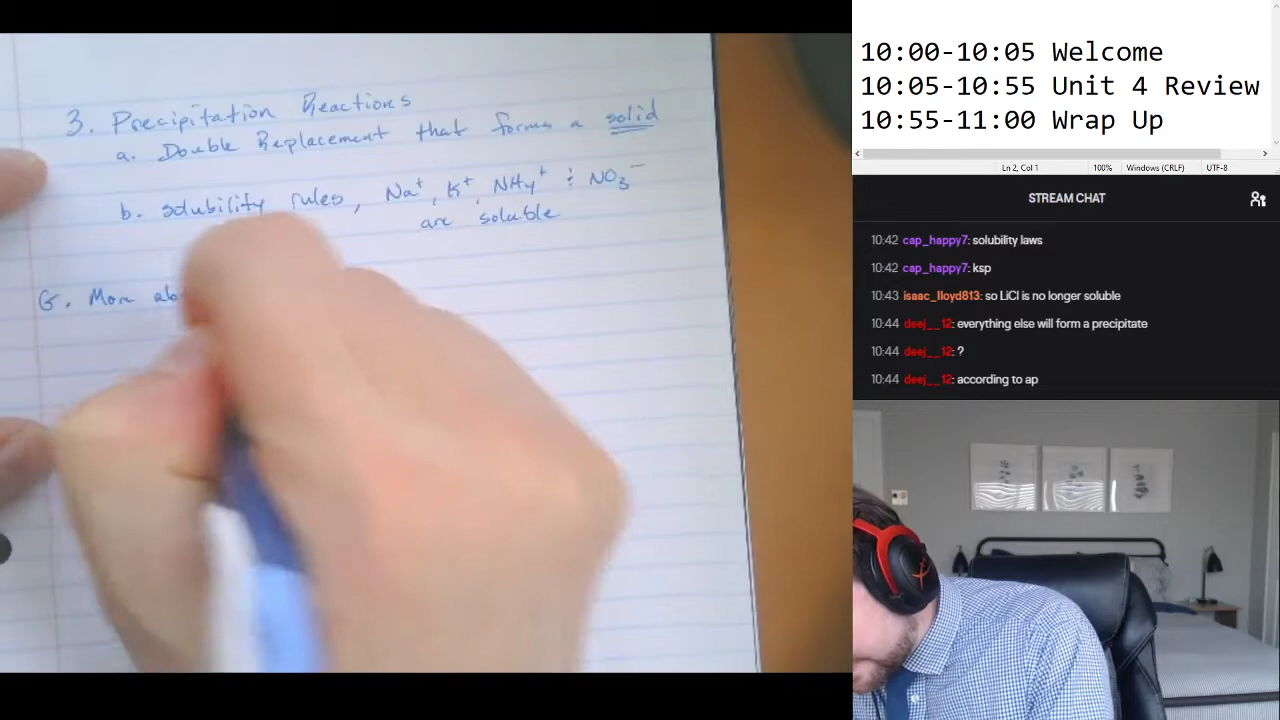 3. Precipitation Reactions
a. Double Replacement that forms a solid
b. solubility rules, Na⁺, K⁺, NH₄⁺ & NO₃⁻
are soluble
G. More ab
10:00-10:05 Welcome
10:05-10:55 Unit 4 Review
10:55-11:00 Wrap Up
Ln 2, Col 1 100% Windows (CRLF) UTF-8
STREAM CHAT
10:42 cap_happy7: solubility laws
10:42 cap_happy7: ksp
10:43 isaac_lloyd813: so LiCl is no longer soluble
10:44 deej__12: everything else will form a precipitate
10:44 deej__12: ?
10:44 deej__12: according to ap